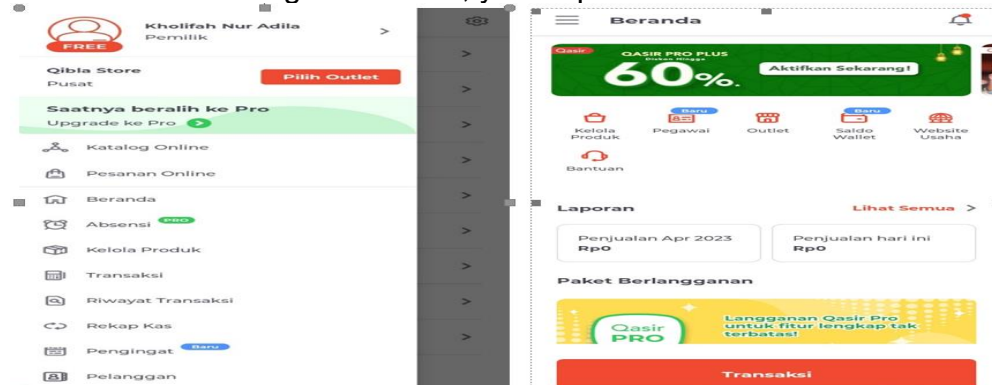 Kholifah Nur Adila
Pemilik
FREE
Qibla Store
Pusat
Pilih Outlet
Saatnya beralih ke Pro
Upgrade ke Pro
Katalog Online
Pesanan Online
Beranda
Absensi PRO
Kelola Produk
Transaksi
Riwayat Transaksi
Rekap Kas
Pengingat Baru
Pelanggan
Beranda
Qasir
QASIR PRO PLUS
Diskon Hingga
60%.
Aktifkan Sekarang!
Baru
Baru
Kelola Produk
Pegawai
Outlet
Saldo Wallet
Website Usaha
Bantuan
Laporan
Lihat Semua >
Penjualan Apr 2023
Rp0
Penjualan hari ini
Rp0
Paket Berlangganan
Qasir
PRO
Langganan Qasir Pro
untuk fitur lengkap tak
terbatas!
Transaksi